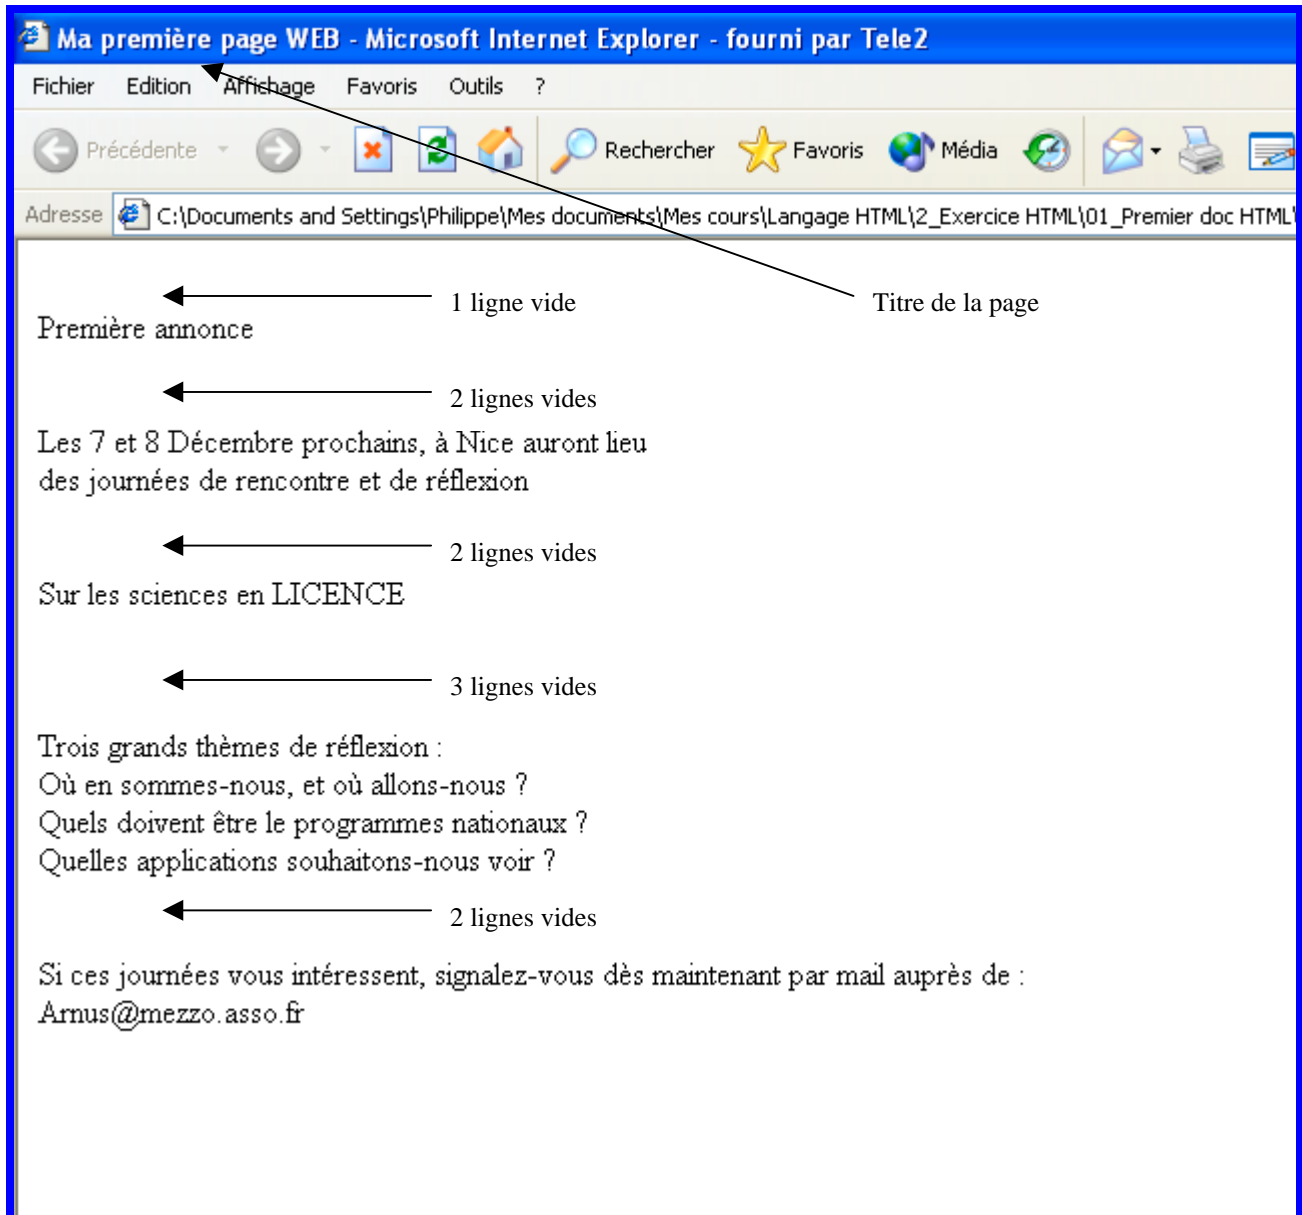 Ma première page WEB - Microsoft Internet Explorer - fourni par Tele2
Fichier Edition Affichage Favoris Outils ?
Précédente Rechercher Favoris Média
Adresse C:\Documents and Settings\Philippe\Mes documents\Mes cours\Langage HTML\2_Exercice HTML\01_Premier doc HTML\
1 ligne vide Titre de la page
Première annonce
2 lignes vides
Les 7 et 8 Décembre prochains, à Nice auront lieu
des journées de rencontre et de réflexion
2 lignes vides
Sur les sciences en LICENCE
3 lignes vides
Trois grands thèmes de réflexion :
Où en sommes-nous, et où allons-nous ?
Quels doivent être le programmes nationaux ?
Quelles applications souhaitons-nous voir ?
2 lignes vides
Si ces journées vous intéressent, signalez-vous dès maintenant par mail auprès de :
Arnus@mezzo.asso.fr